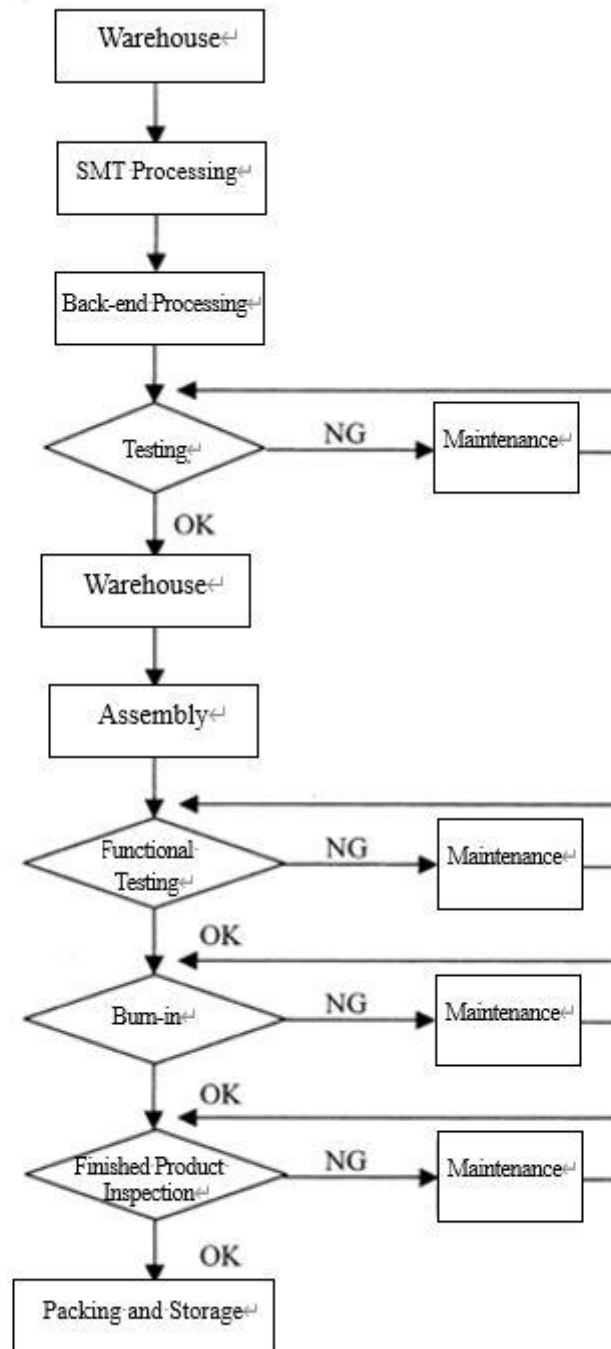 Warehouse↵
SMT Processing↵
Back-end Processing↵
Testing↵
NG
Maintenance↵
OK
Warehouse↵
Assembly↵
Functional
Testing↵
NG
Maintenance↵
OK
Burn-in↵
NG
Maintenance↵
OK
Finished Product
Inspection↵
NG
Maintenance↵
OK
Packing and Storage↵